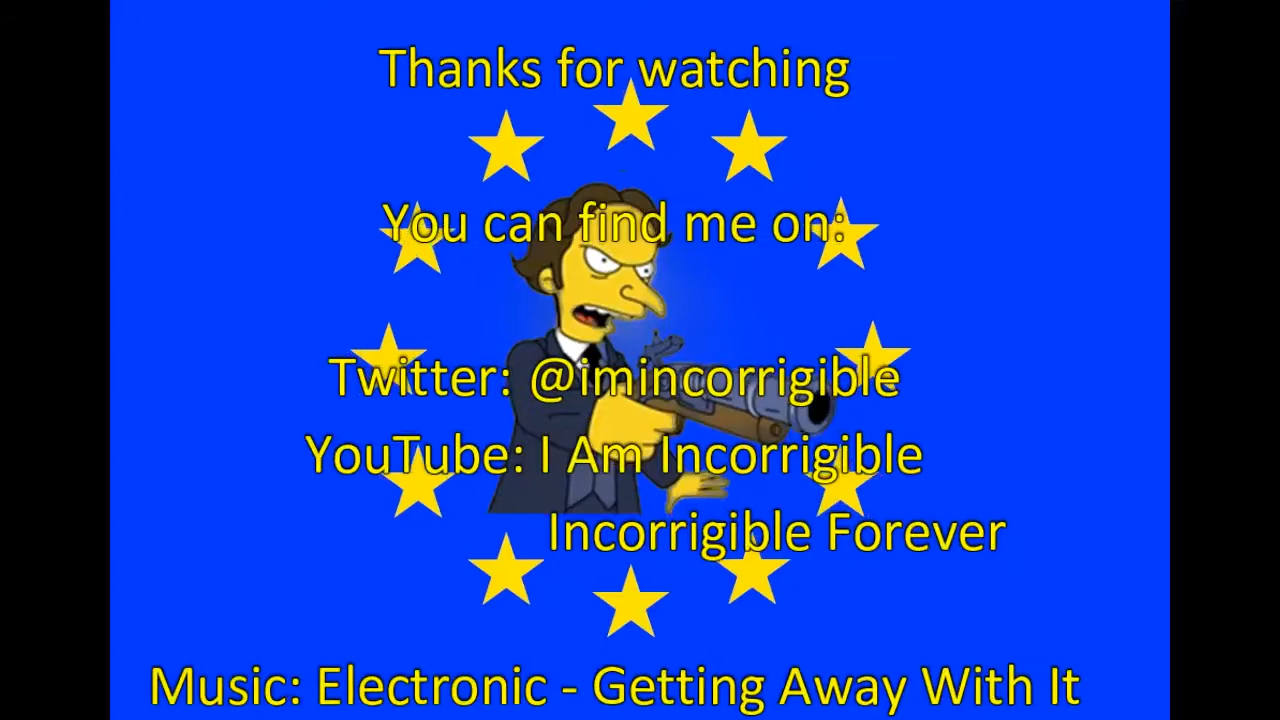 Thanks for watching
You can find me on:
Twitter: @imincorrigible
YouTube: I Am Incorrigible
Incorrigible Forever
Music: Electronic - Getting Away With It